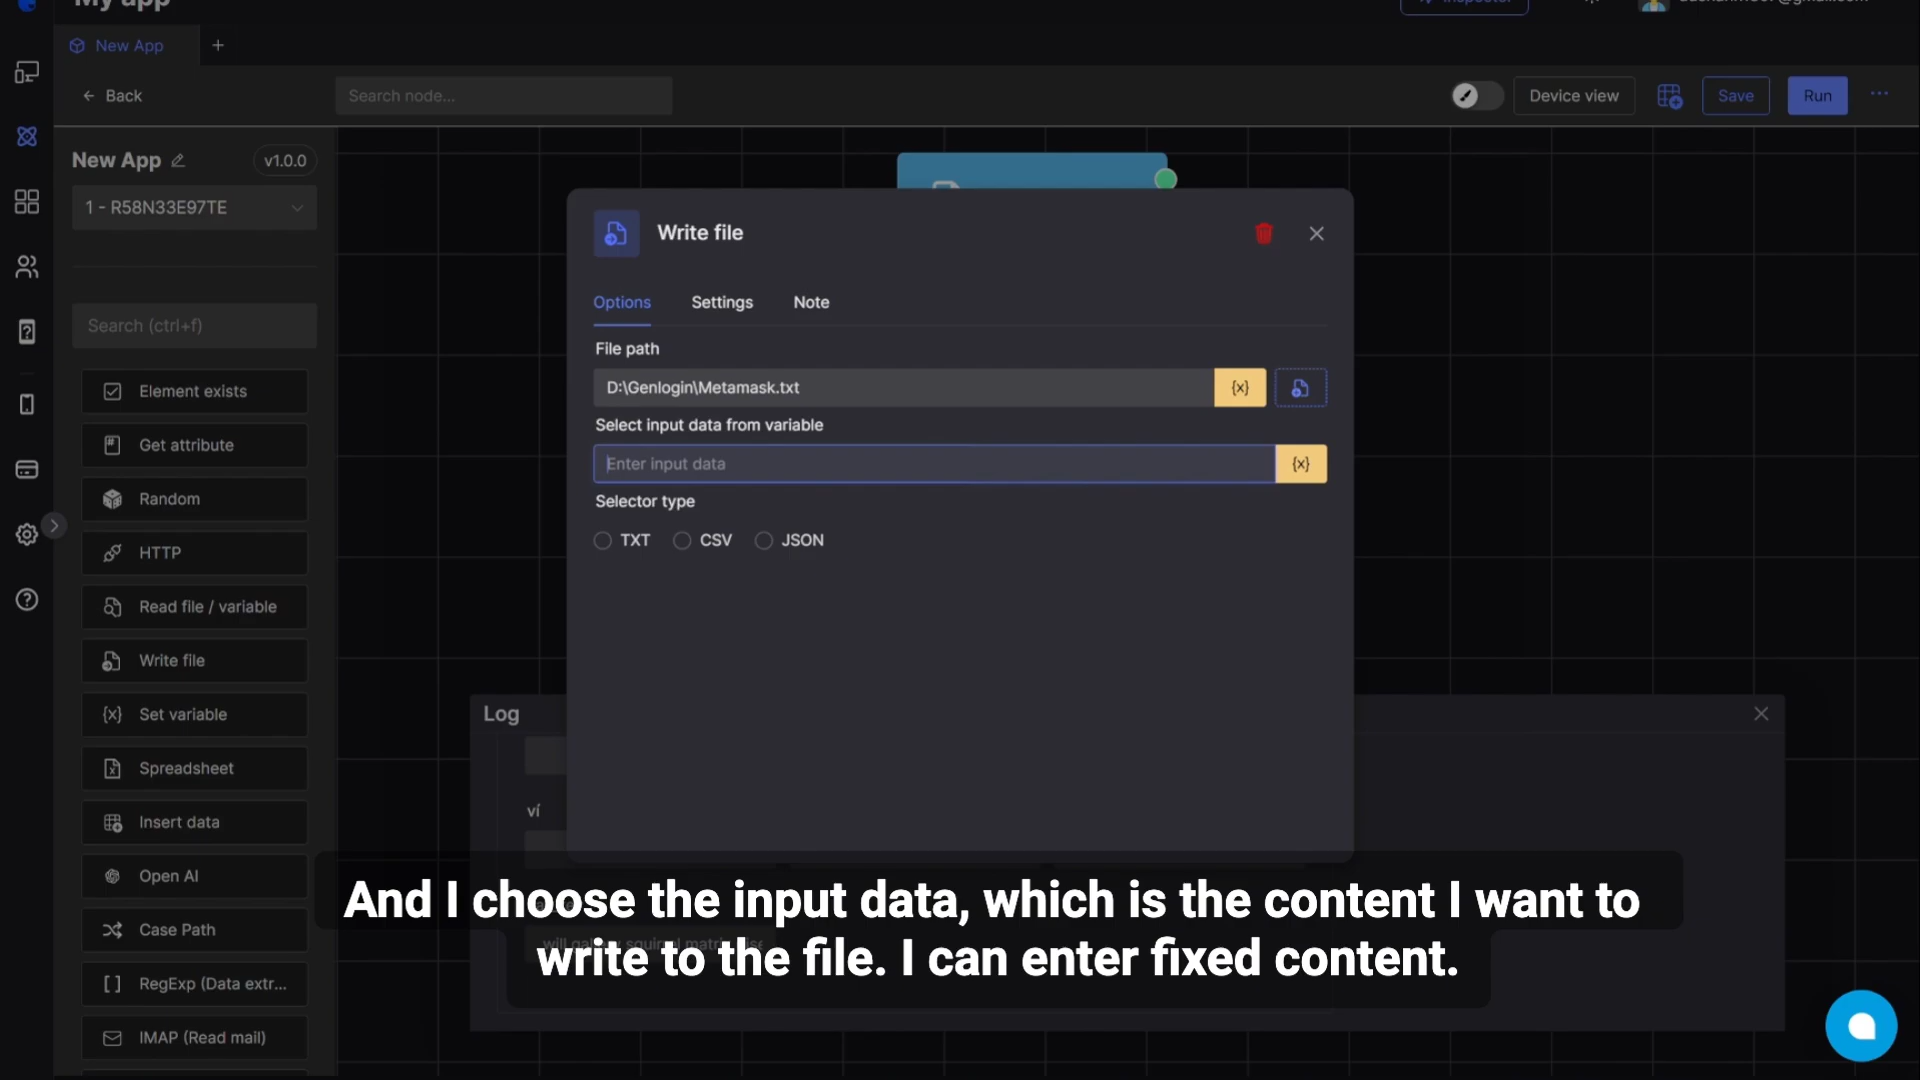 My app
New App
+
Back
Search node...
Device view
Save
Run
New App
v1.0.0
1 - R58N33E97TE
Search (ctrl+f)
Element exists
Get attribute
Random
HTTP
Read file / variable
Write file
{x} Set variable
Spreadsheet
Insert data
Open AI
Case Path
[ ] RegExp (Data extr...
IMAP (Read mail)
Write file
Options
Settings
Note
File path
D:\Genlogin\Metamask.txt
{x}
Select input data from variable
Enter input data
{x}
Selector type
TXT
CSV
JSON
Log
ví
And I choose the input data, which is the content I want to
write to the file. I can enter fixed content.